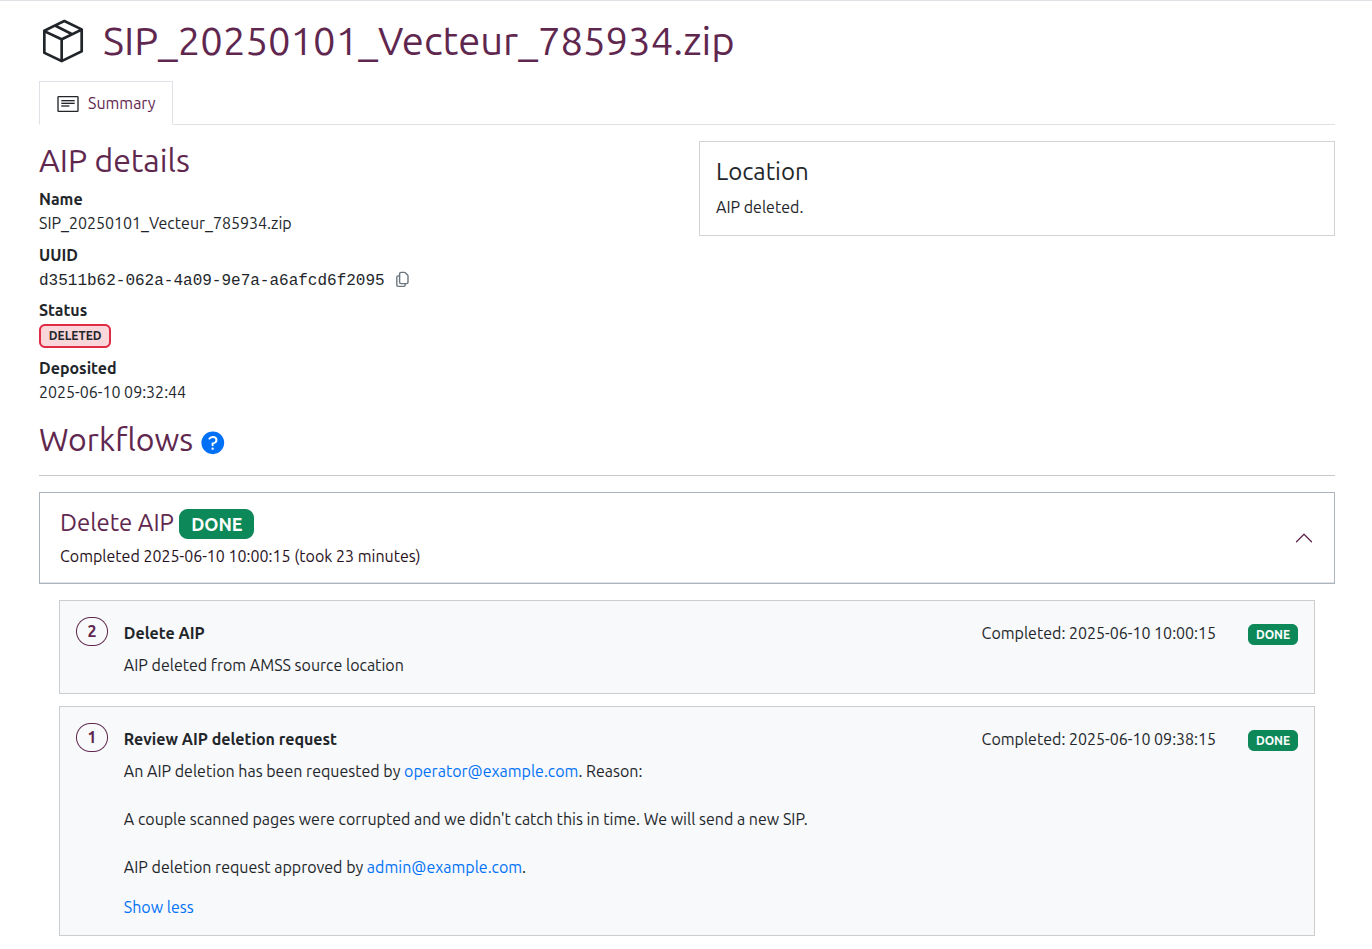 SIP_20250101_Vecteur_785934.zip
Summary
AIP details
Name
SIP_20250101_Vecteur_785934.zip
UUID
d3511b62-062a-4a09-9e7a-a6afcd6f2095
Status
DELETED
Deposited
2025-06-10 09:32:44
Location
AIP deleted.
Workflows ?
Delete AIP DONE
Completed 2025-06-10 10:00:15 (took 23 minutes)
2 Delete AIP Completed: 2025-06-10 10:00:15 DONE
AIP deleted from AMSS source location
1 Review AIP deletion request Completed: 2025-06-10 09:38:15 DONE
An AIP deletion has been requested by operator@example.com. Reason:
A couple scanned pages were corrupted and we didn't catch this in time. We will send a new SIP.
AIP deletion request approved by admin@example.com.
Show less